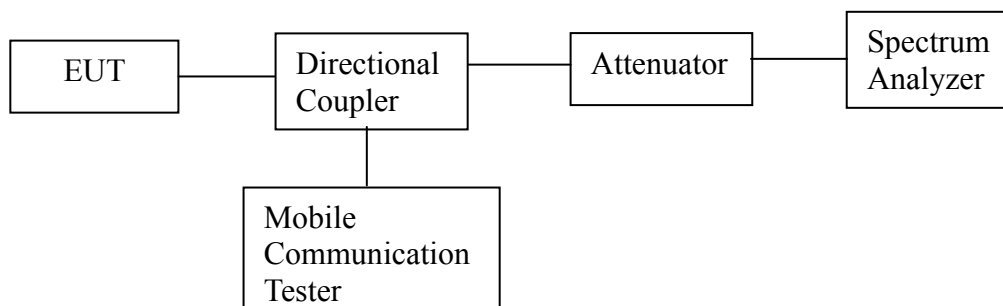 EUT
Directional
Coupler
Attenuator
Spectrum
Analyzer
Mobile
Communication
Tester